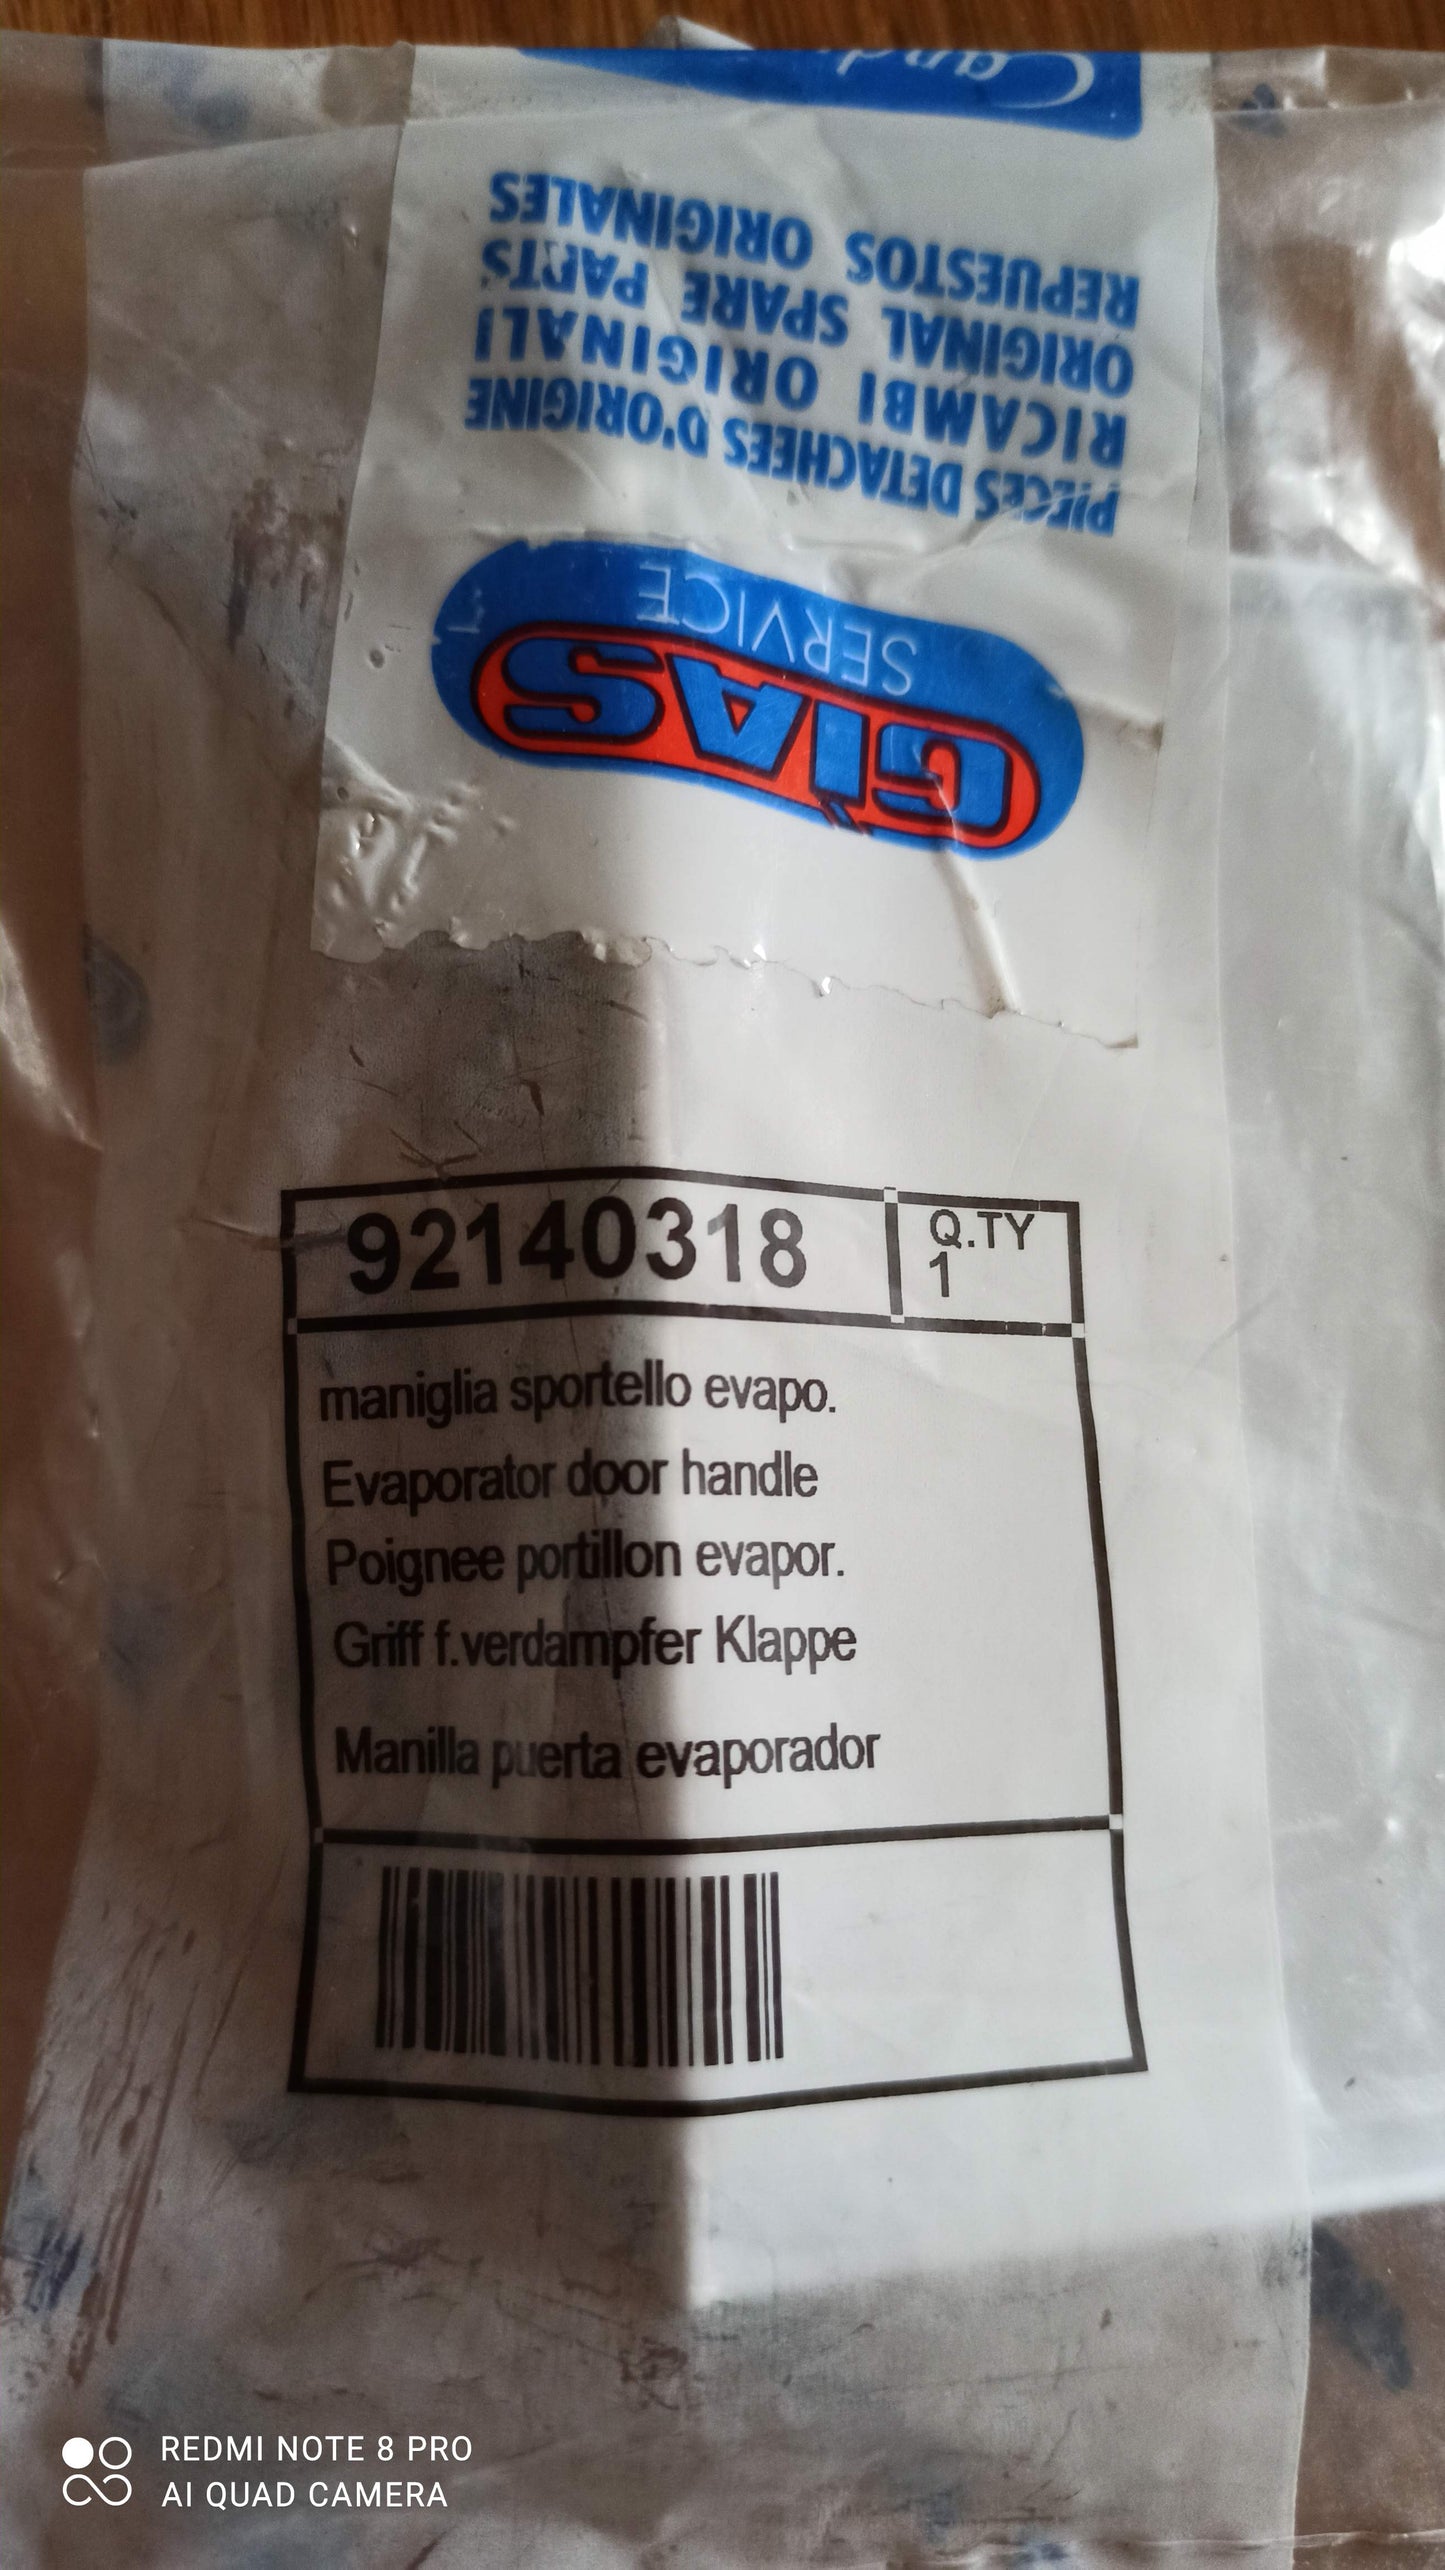 REPUESTOS ORIGINALES
ORIGINAL SPARE PARTS
RICAMBI ORIGINALI
PIECES DETACHEES D'ORIGINE
SERVICE
GIAS
92140318
Q.TY
1
maniglia sportello evapo.
Evaporator door handle
Poignee portillon evapor.
Griff f.verdampfer Klappe
Manilla puerta evaporador
REDMI NOTE 8 PRO
AI QUAD CAMERA